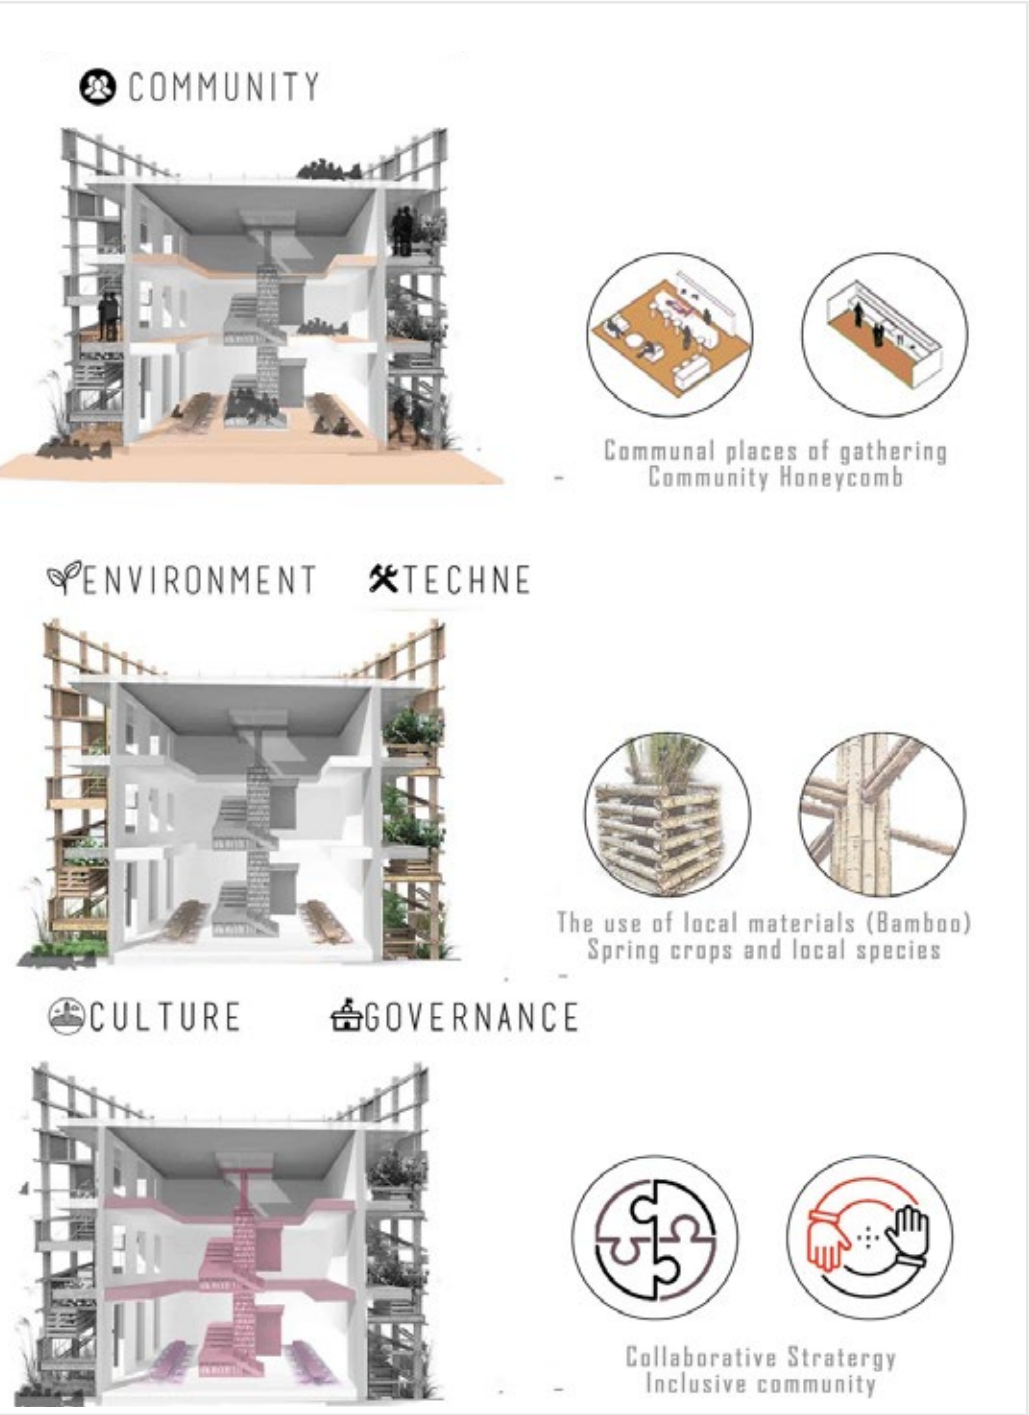 COMMUNITY
Communal places of gathering
Community Honeycomb
ENVIRONMENT
TECHNE
The use of local materials (Bamboo)
Spring crops and local species
CULTURE
GOVERNANCE
Collaborative Stratergy
Inclusive community